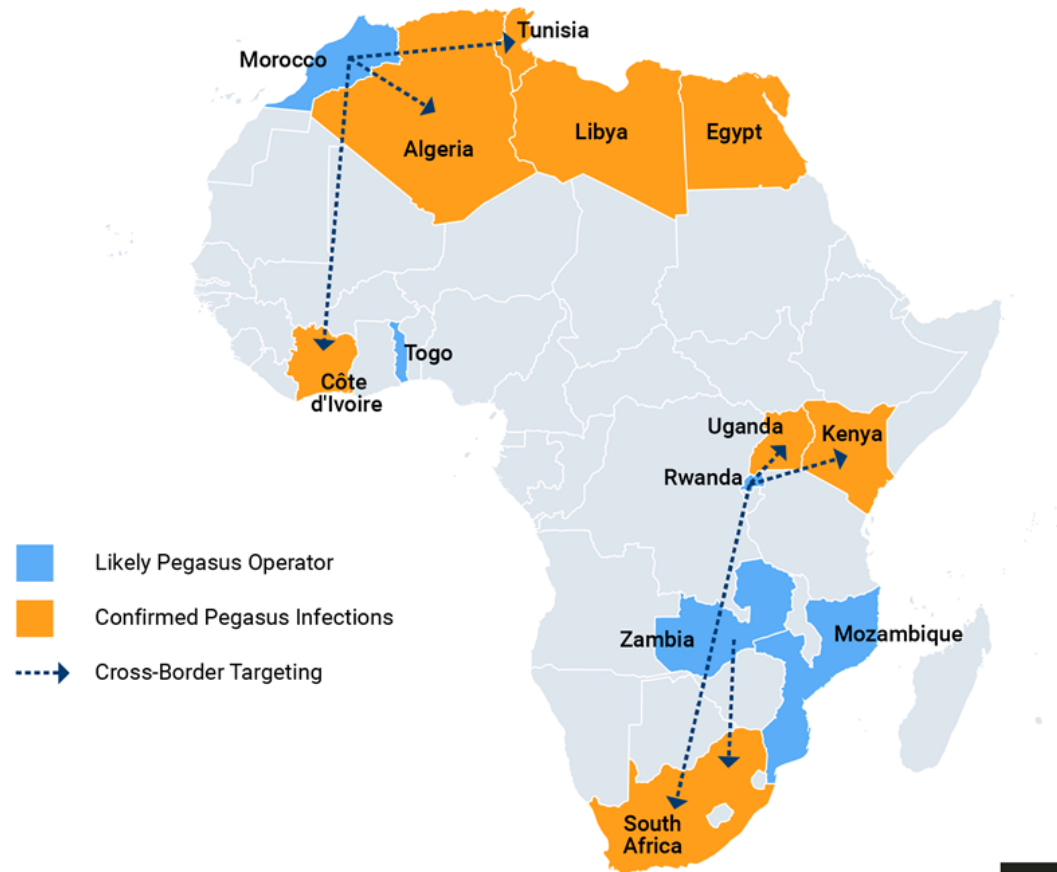 Tunisia
Morocco
Algeria
Libya
Egypt
Togo
Côte
d'Ivoire
Uganda
Kenya
Rwanda
Likely Pegasus Operator
Confirmed Pegasus Infections
Zambia
Mozambique
Cross-Border Targeting
South
Africa